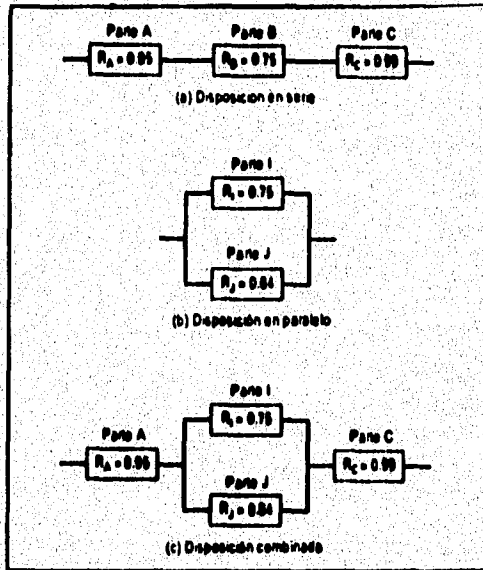 Parte A Parte B Parte C
R_A = 0.95 R_B = 0.75 R_C = 0.99
(a) Disposición en serie
Parte I
R_I = 0.75
Parte J
R_J = 0.84
(b) Disposición en paralelo
Parte I
R_I = 0.75
Parte A Parte C
R_A = 0.95 R_C = 0.99
Parte J
R_J = 0.84
(c) Disposición combinada